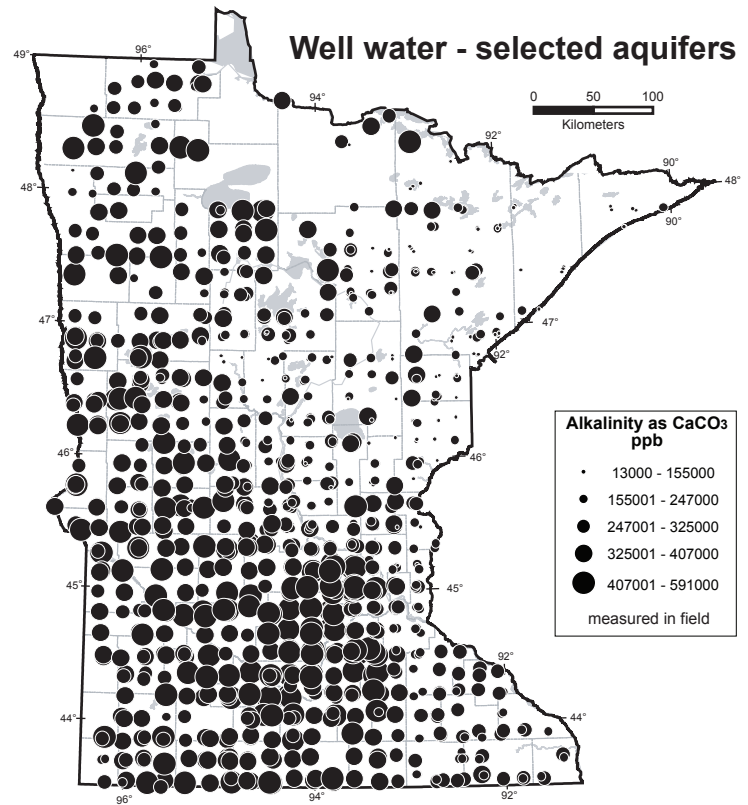 Well water - selected aquifers
49°
96°
94°
0 50 100
Kilometers
92°
90°
48°
48°
90°
47°
47°
92°
46°
46°
45°
45°
92°
44°
44°
96°
94°
92°
Alkalinity as CaCO3
ppb
13000 - 155000
155001 - 247000
247001 - 325000
325001 - 407000
407001 - 591000
measured in field